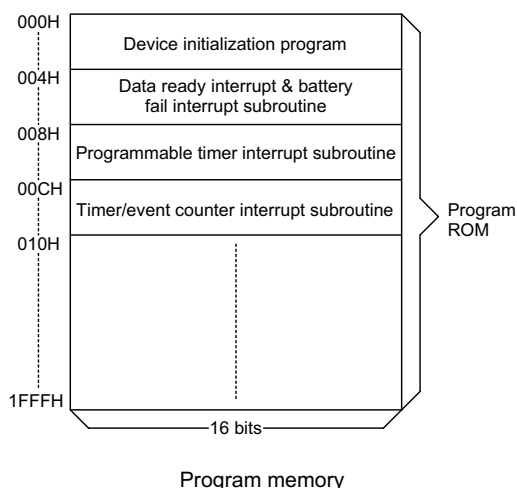 000H
Device initialization program
004H
Data ready interrupt & battery
fail interrupt subroutine
008H
Programmable timer interrupt subroutine
00CH
Timer/event counter interrupt subroutine
010H
Program
ROM
1FFFH
16 bits
Program memory